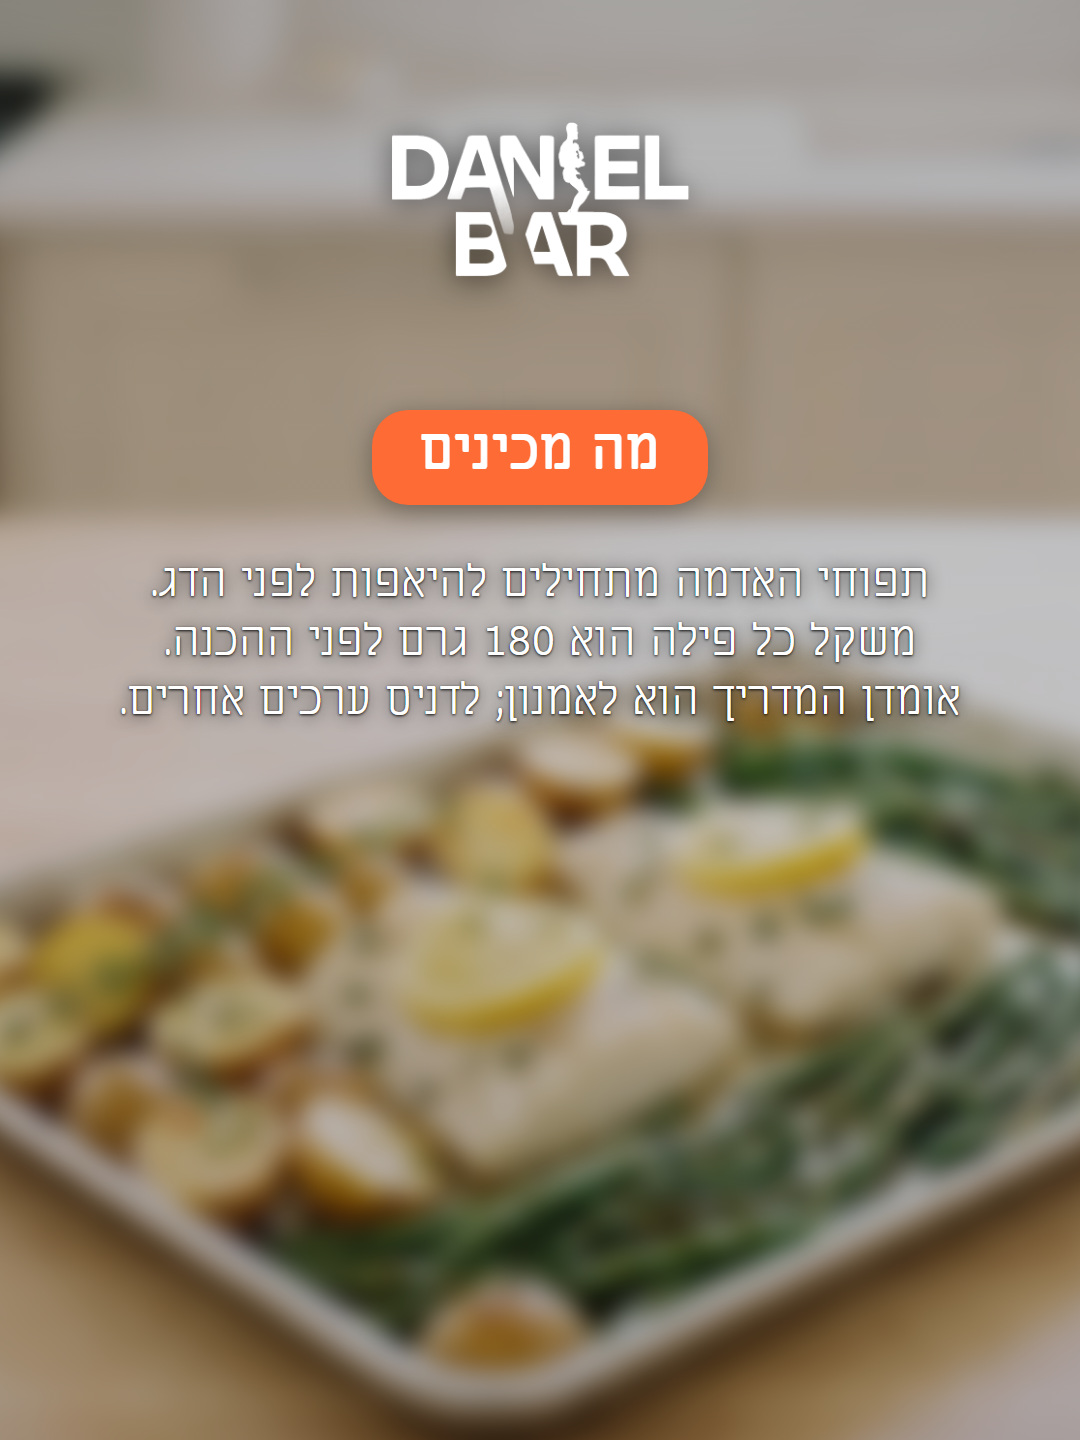 DANIEL
BAR
מה מכינים
תפוחי האדמה מתחילים להיאפות לפני הדג.
משקל כל פילה הוא 180 גרם לפני ההכנה.
אומדן המדריך הוא לאמנון; לדניס ערכים אחרים.